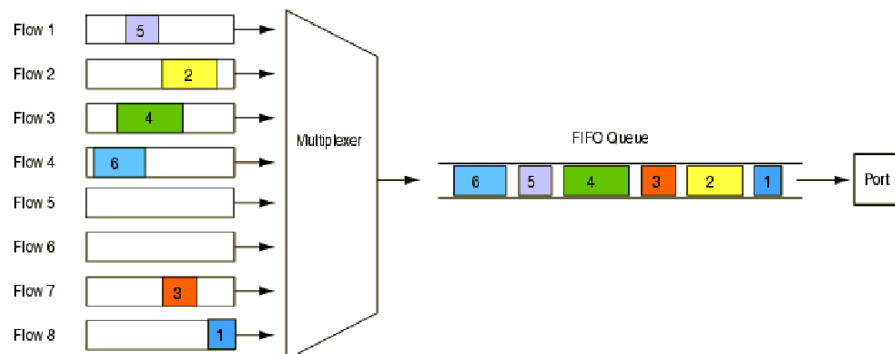 Flow 1
5
Flow 2
2
Flow 3
4
Flow 4
6
Flow 5
Flow 6
Flow 7
3
Flow 8
1
Multiplexer
FIFO Queue
6 5 4 3 2 1
Port